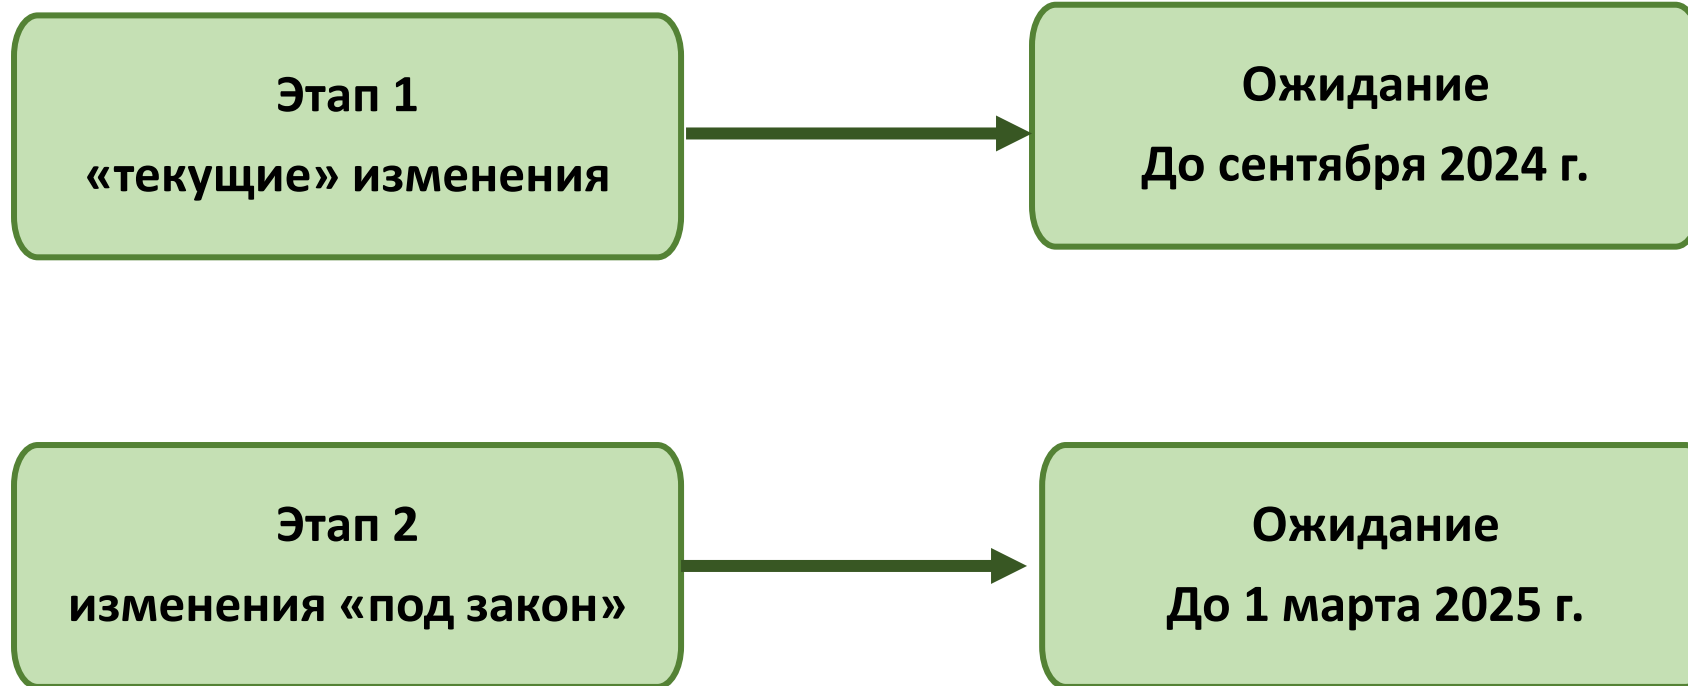 Этап 1
«текущие» изменения
Ожидание
До сентября 2024 г.
Этап 2
изменения «под закон»
Ожидание
До 1 марта 2025 г.